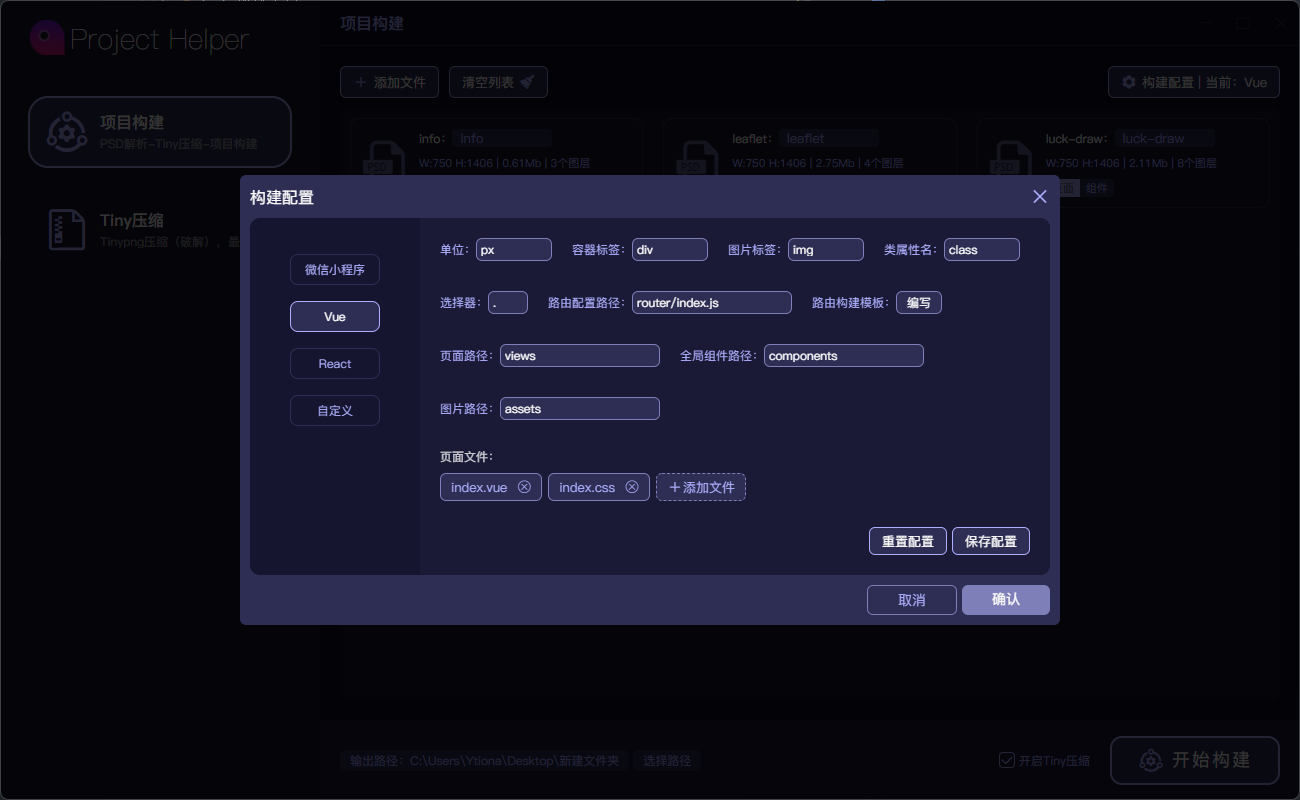 Project Helper
项目构建
添加文件
清空列表
构建配置 | 当前：Vue
项目构建
PSD解析-Tiny压缩-项目构建
Tiny压缩
Tinypng压缩（破解），最
info： info
W:750 H:1406 | 0.61Mb | 3个图层
leaflet： leaflet
W:750 H:1406 | 2.75Mb | 4个图层
luck-draw： luck-draw
W:750 H:1406 | 2.11Mb | 8个图层
PSD
PSD
PSD
面 组件
构建配置
微信小程序
Vue
React
自定义
单位： px 容器标签： div 图片标签： img 类属性名： class
选择器： . 路由配置路径： router/index.js 路由构建模板： 编写
页面路径： views 全局组件路径： components
图片路径： assets
页面文件：
index.vue index.css 添加文件
重置配置 保存配置
取消 确认
输出路径：C:\Users\Ytiona\Desktop\新建文件夹 选择路径
开启Tiny压缩
开始构建